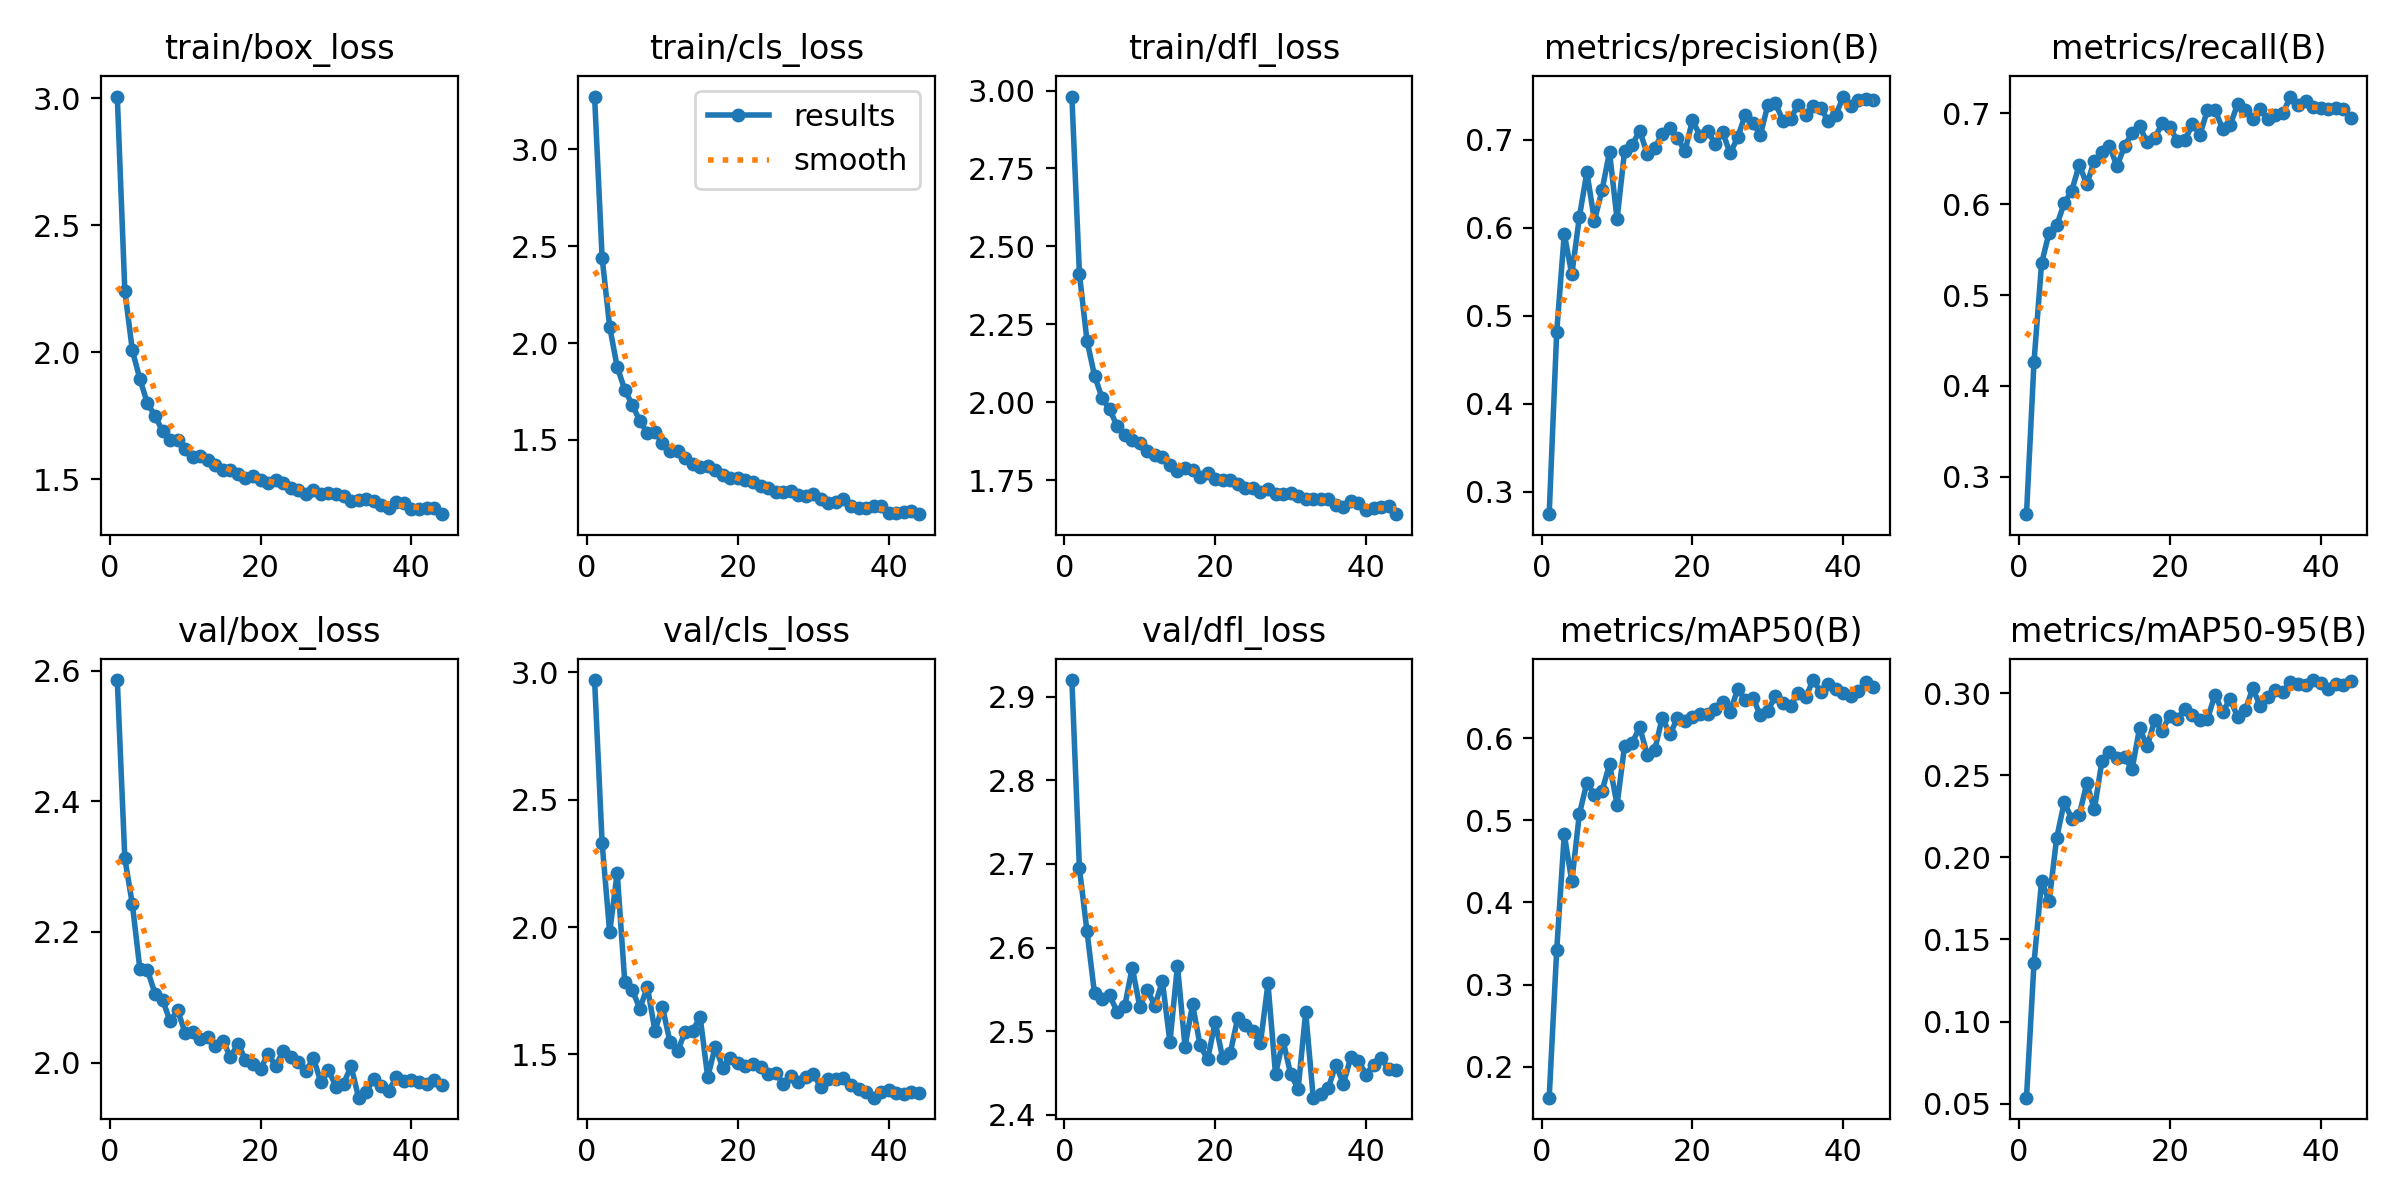 train/box_loss
3.0
2.5
2.0
1.5
0 20 40
train/cls_loss
results
smooth
3.0
2.5
2.0
1.5
0 20 40
train/dfl_loss
3.00
2.75
2.50
2.25
2.00
1.75
0 20 40
metrics/precision(B)
0.7
0.6
0.5
0.4
0.3
0 20 40
metrics/recall(B)
0.7
0.6
0.5
0.4
0.3
0 20 40
val/box_loss
2.6
2.4
2.2
2.0
0 20 40
val/cls_loss
3.0
2.5
2.0
1.5
0 20 40
val/dfl_loss
2.9
2.8
2.7
2.6
2.5
2.4
0 20 40
metrics/mAP50(B)
0.6
0.5
0.4
0.3
0.2
0 20 40
metrics/mAP50-95(B)
0.30
0.25
0.20
0.15
0.10
0.05
0 20 40